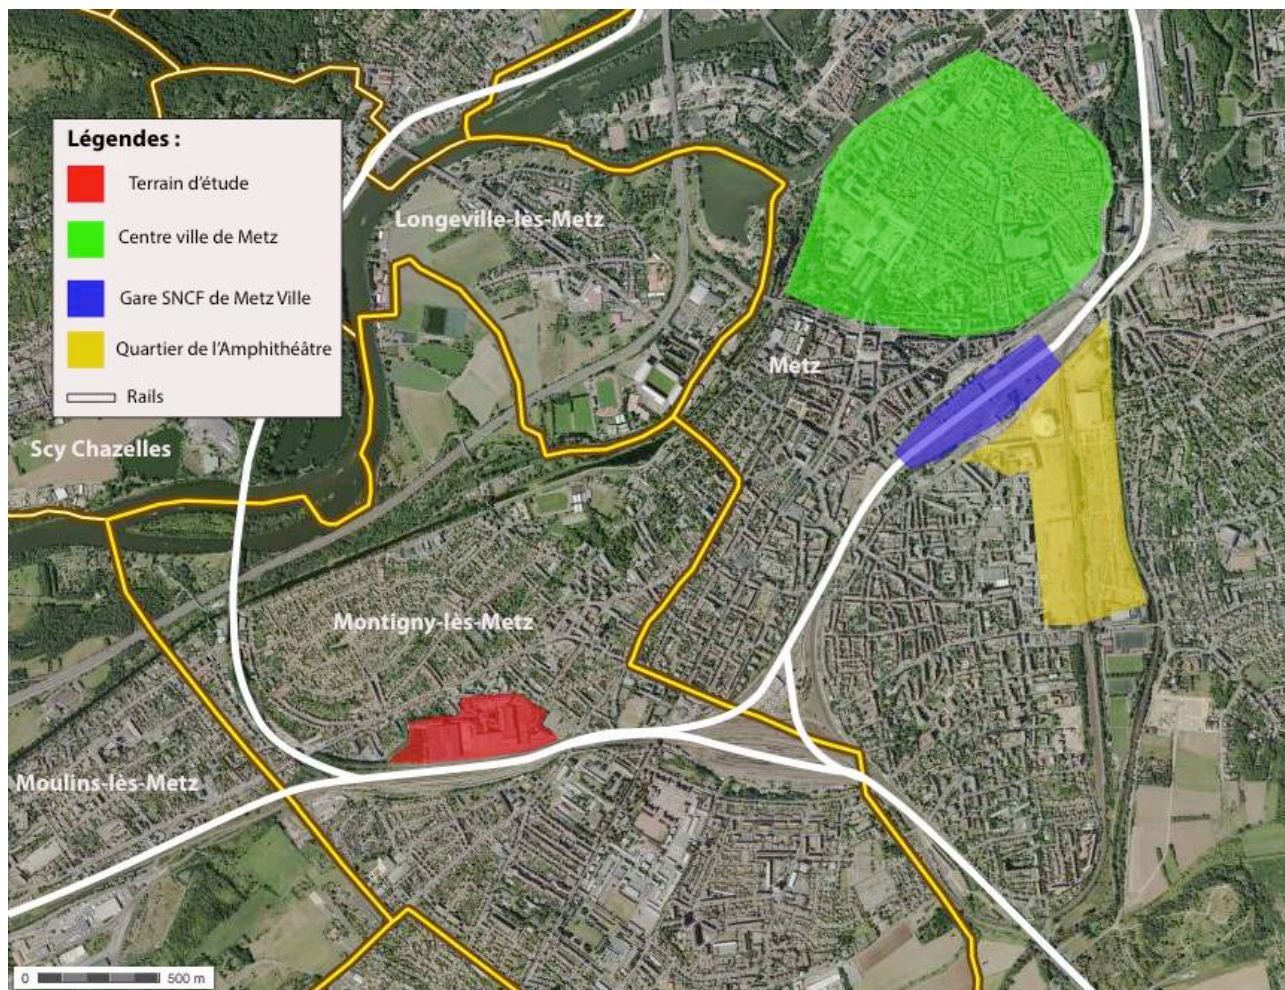 Légendes :
Terrain d'étude
Centre ville de Metz
Gare SNCF de Metz Ville
Quartier de l'Amphithéâtre
Rails
Longeville-lès-Metz
Metz
Scy Chazelles
Montigny-lès-Metz
Moulins-lès-Metz
0 500 m